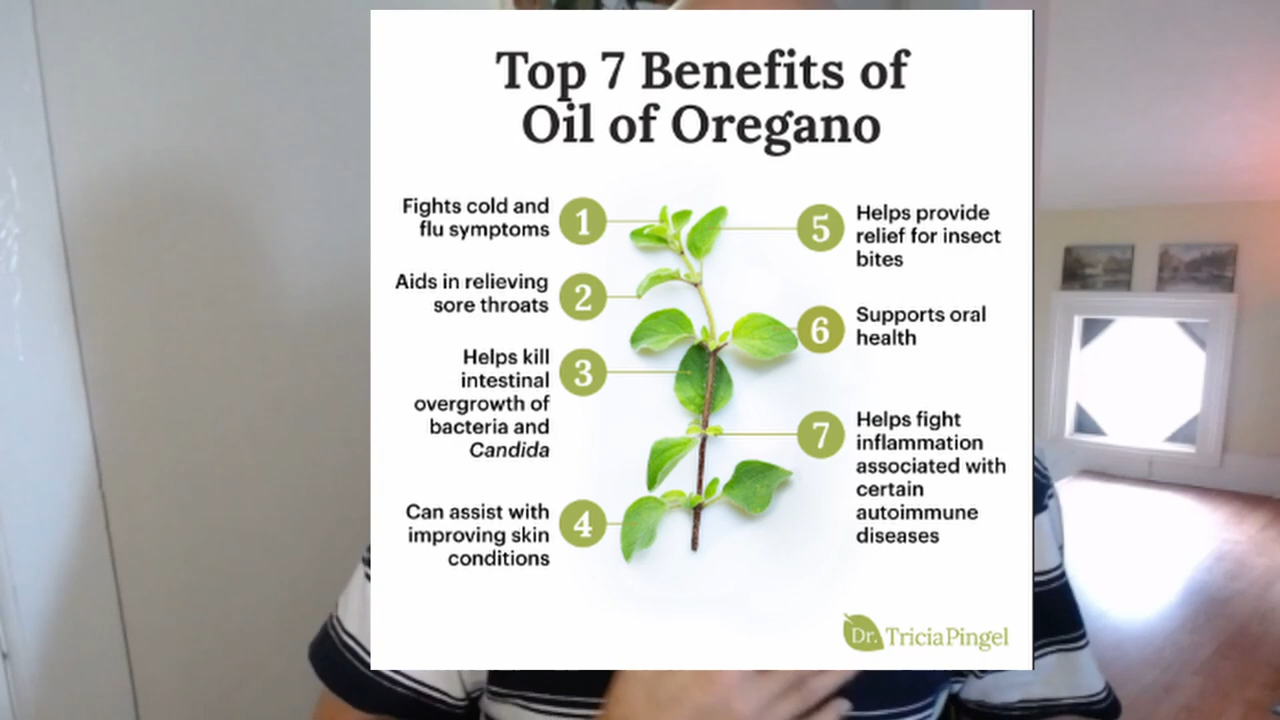 Top 7 Benefits of
Oil of Oregano
Fights cold and
flu symptoms
1
Aids in relieving
sore throats
2
Helps kill
intestinal
overgrowth of
bacteria and
Candida
3
Can assist with
improving skin
conditions
4
5
Helps provide
relief for insect
bites
6
Supports oral
health
7
Helps fight
inflammation
associated with
certain
autoimmune
diseases
Dr. Tricia Pingel